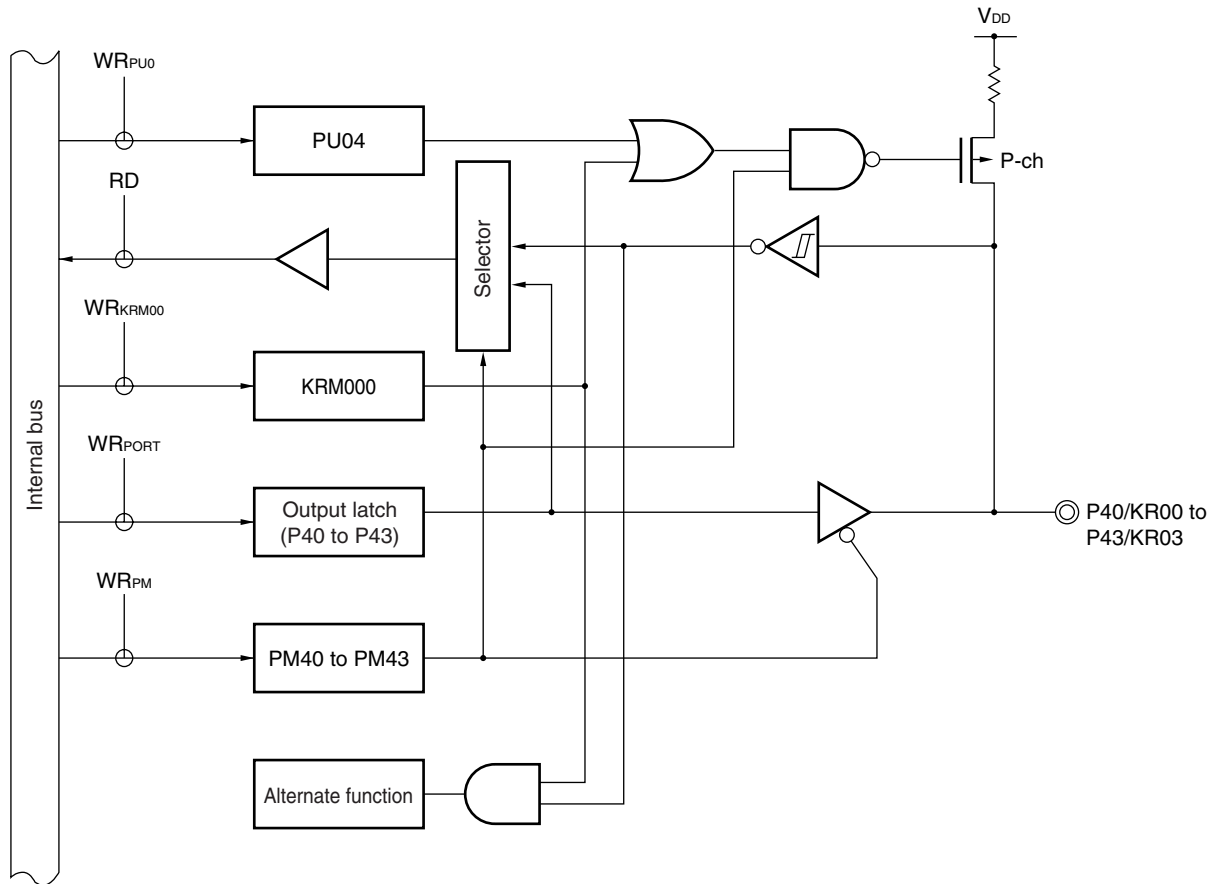 VDD
WRPU0
PU04
P-ch
RD
Selector
WRKRM00
KRM000
Internal bus
WRPORT
Output latch
(P40 to P43)
P40/KR00 to
P43/KR03
WRPM
PM40 to PM43
Alternate function